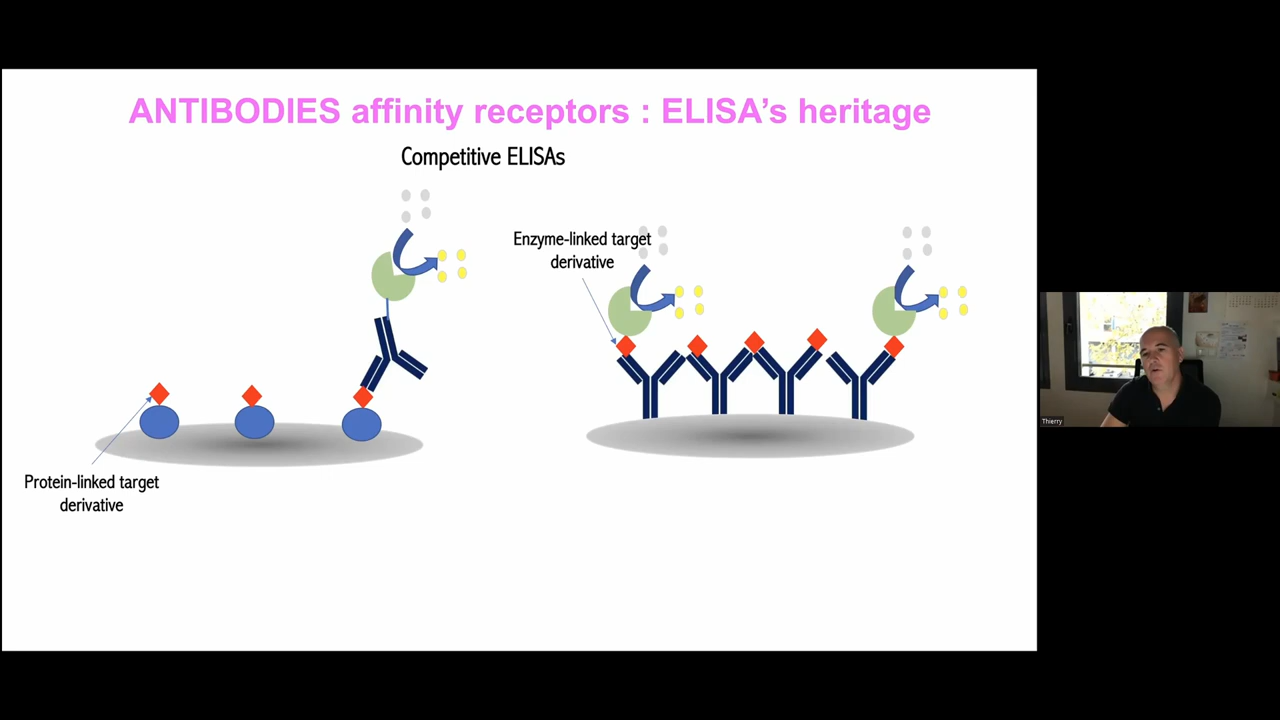 ANTIBODIES affinity receptors : ELISA’s heritage
Competitive ELISAs
Enzyme-linked target
derivative
Protein-linked target
derivative
Thierry